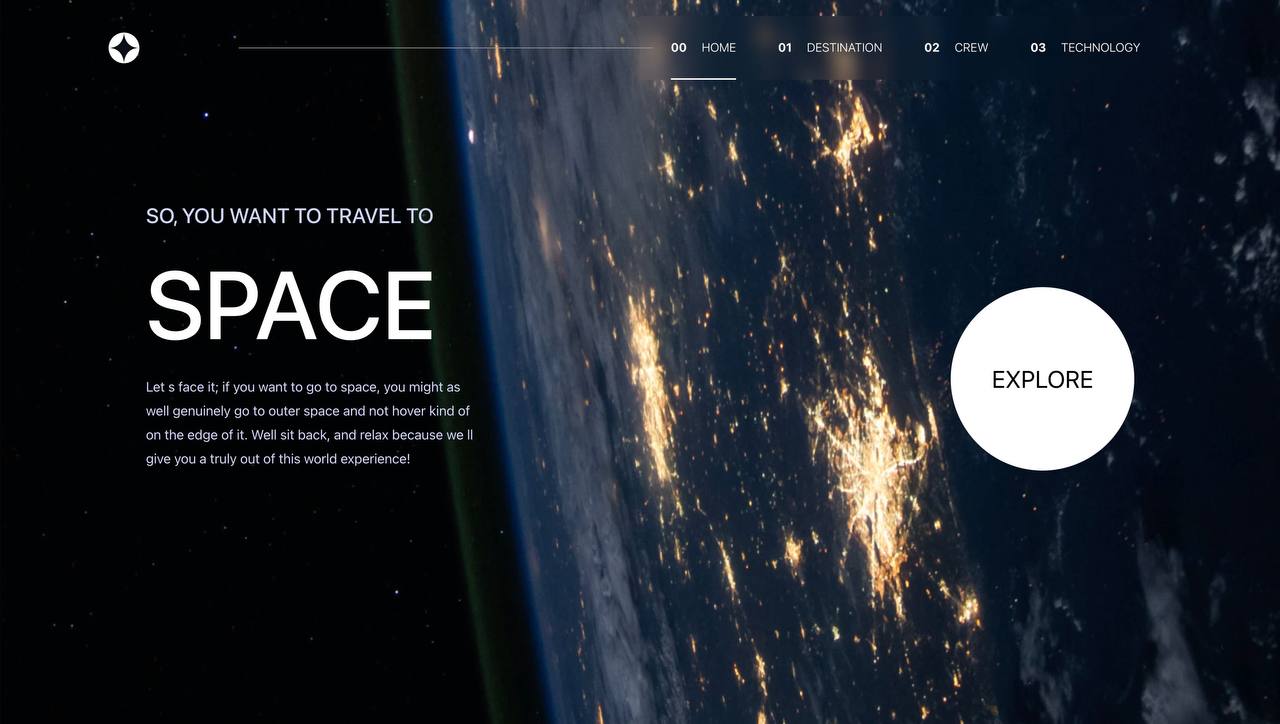 00 HOME 01 DESTINATION 02 CREW 03 TECHNOLOGY
SO, YOU WANT TO TRAVEL TO
SPACE
Let s face it; if you want to go to space, you might as
well genuinely go to outer space and not hover kind of
on the edge of it. Well sit back, and relax because we ll
give you a truly out of this world experience!
EXPLORE